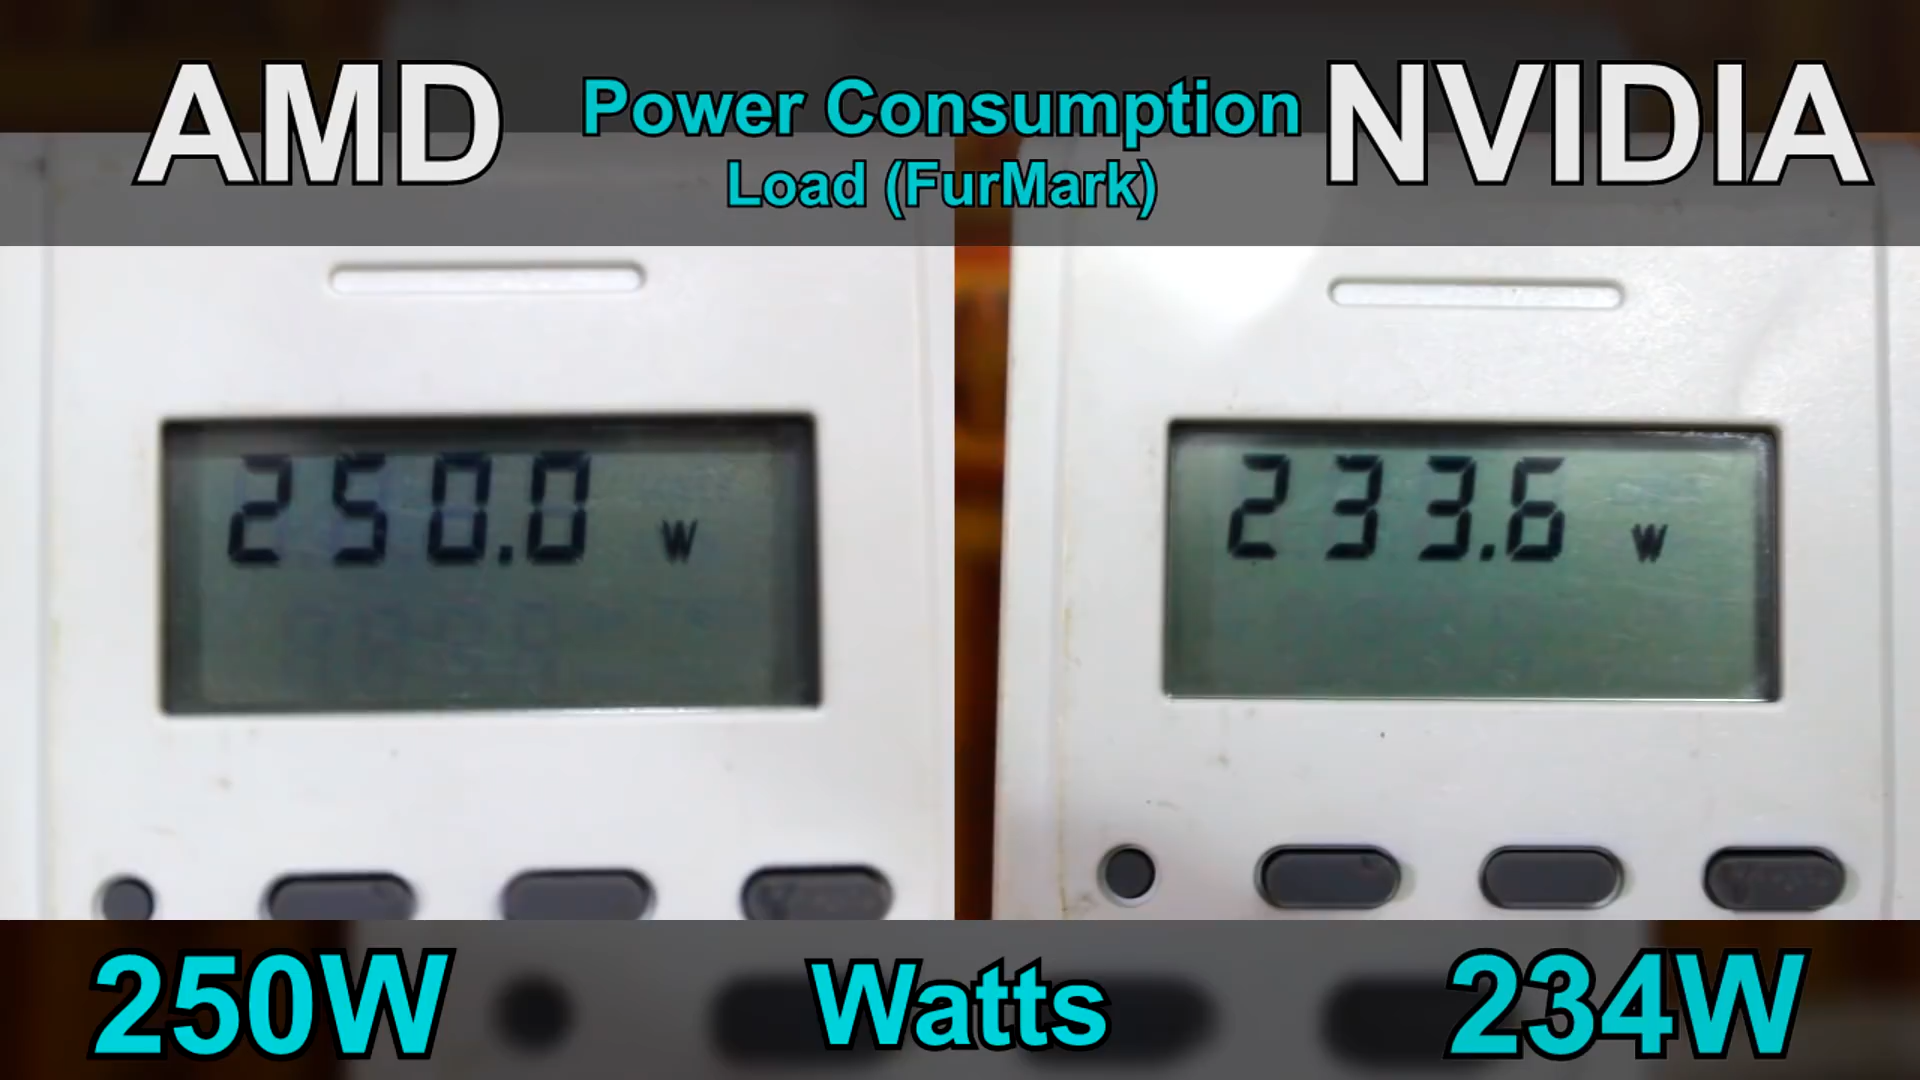 AMD
Power Consumption
NVIDIA
Load (FurMark)
250.0 W
233.6 W
250W
Watts
234W